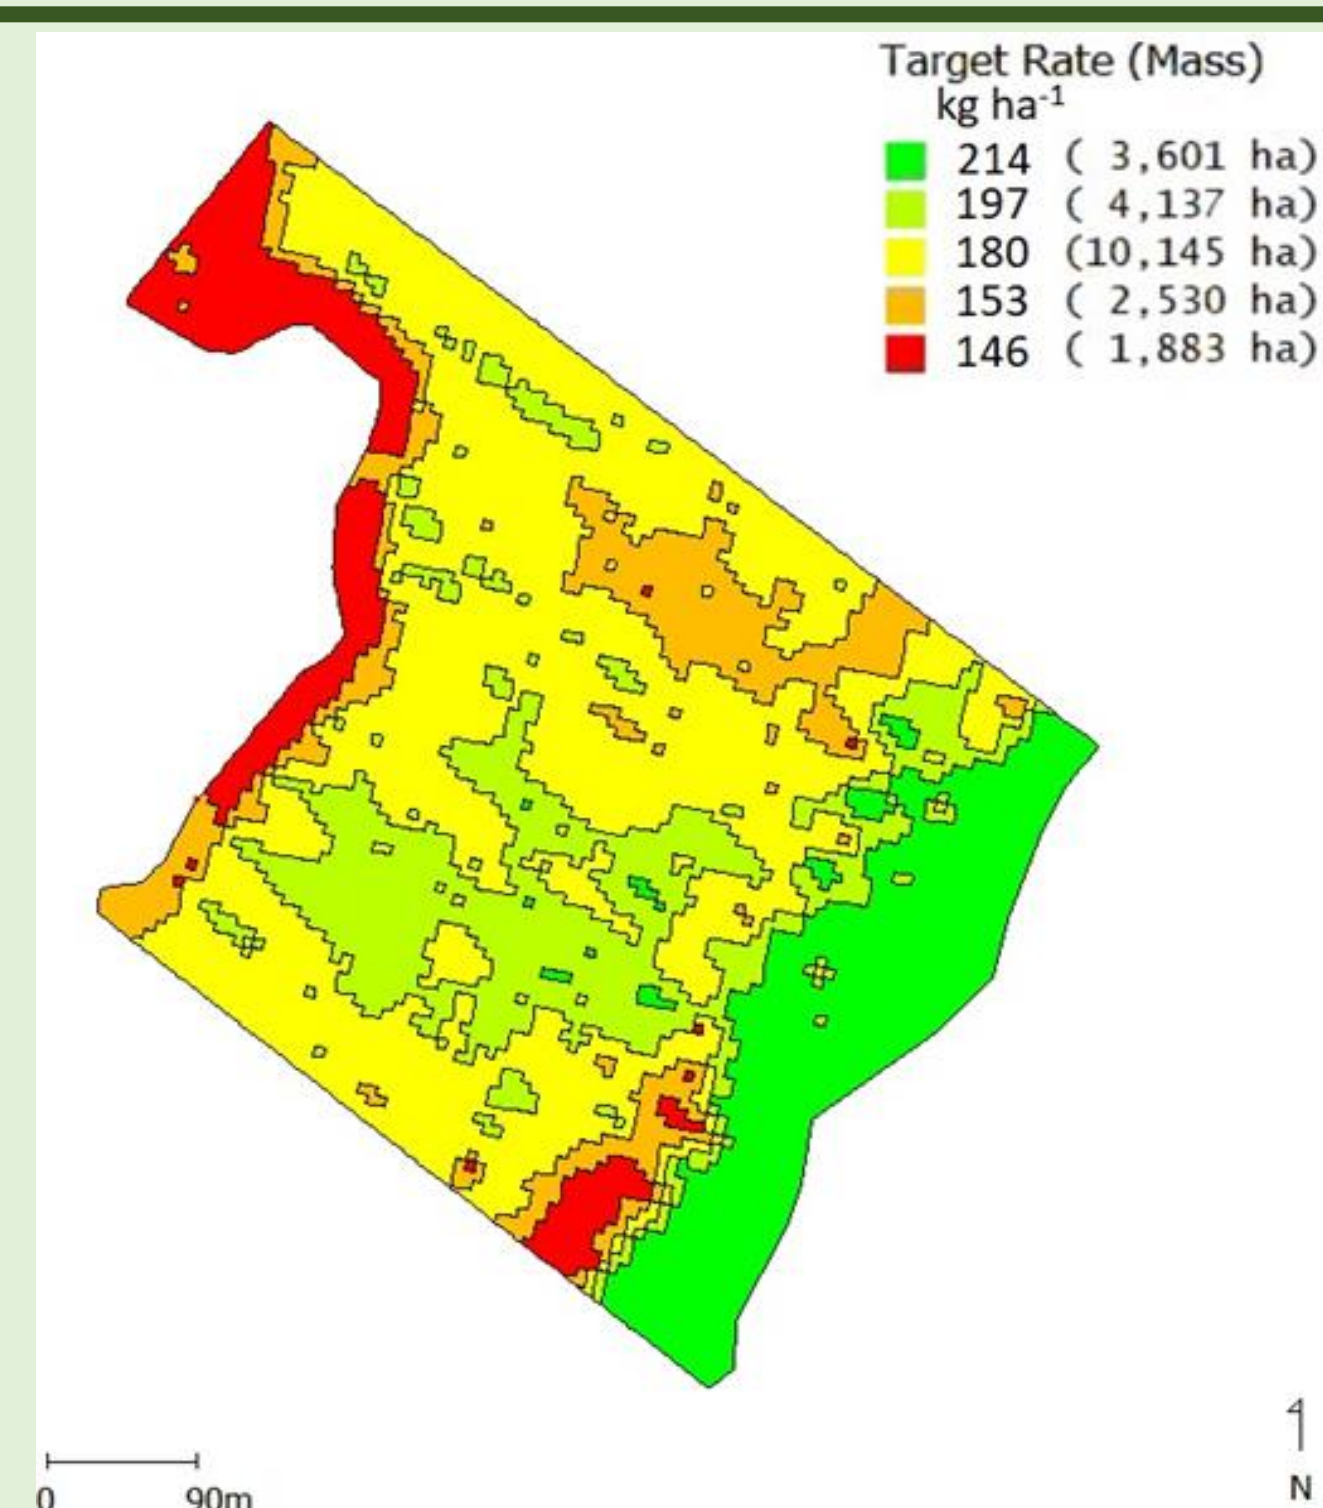 Target Rate (Mass)
kg ha⁻¹
214 ( 3,601 ha)
197 ( 4,137 ha)
180 (10,145 ha)
153 ( 2,530 ha)
146 ( 1,883 ha)
0 90m
N